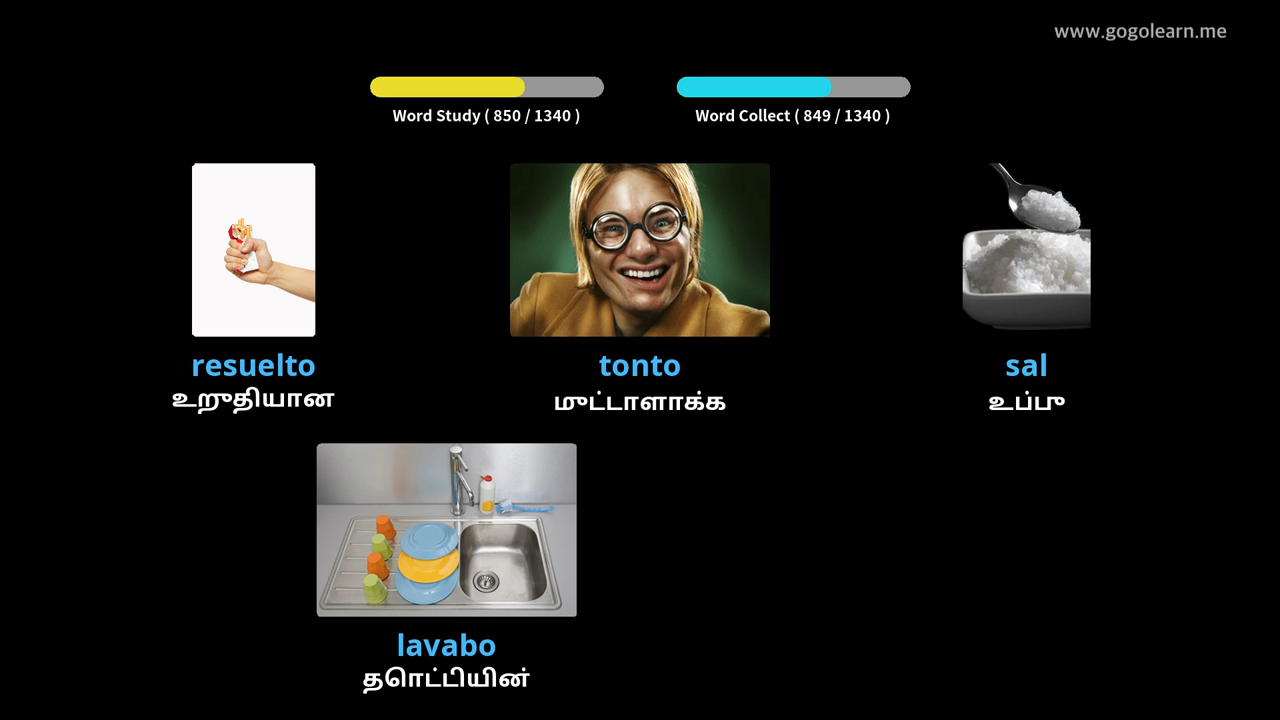 www.gogolearn.me
Word Study ( 850 / 1340 )
Word Collect ( 849 / 1340 )
resuelto
உறுதியான
tonto
முட்டாளாக்க
sal
உப்பு
lavabo
தொட்டியின்